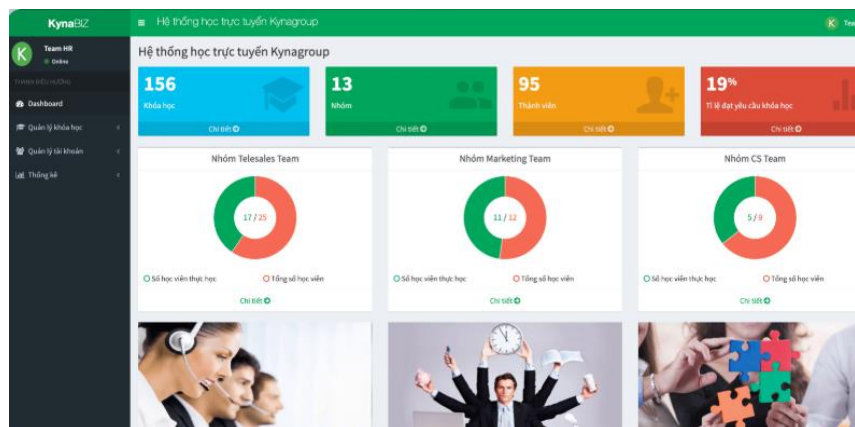 KynaBIZ
Hệ thống học trực tuyến Kynagroup
K
K
Team HR
Online
THANH ĐIỀU HƯỚNG
Dashboard
Quản lý khóa học
Quản lý tài khoản
Thống kê
Hệ thống học trực tuyến Kynagroup
156
Khóa học
Chi tiết
13
Nhóm
Chi tiết
95
Thành viên
Chi tiết
19%
Tỉ lệ đạt yêu cầu khóa học
Chi tiết
Nhóm Telesales Team
17 / 25
Số học viên thực học
Tổng số học viên
Chi tiết
Nhóm Marketing Team
11 / 12
Số học viên thực học
Tổng số học viên
Chi tiết
Nhóm CS Team
5 / 9
Số học viên thực học
Tổng số học viên
Chi tiết